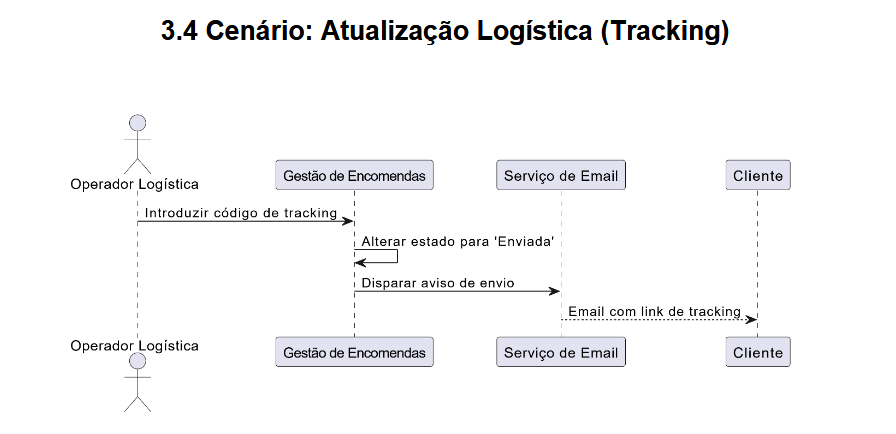 3.4 Cenário: Atualização Logística (Tracking)
Operador Logística
Gestão de Encomendas
Serviço de Email
Cliente
Introduzir código de tracking
Alterar estado para 'Enviada'
Disparar aviso de envio
Email com link de tracking
Operador Logística
Gestão de Encomendas
Serviço de Email
Cliente